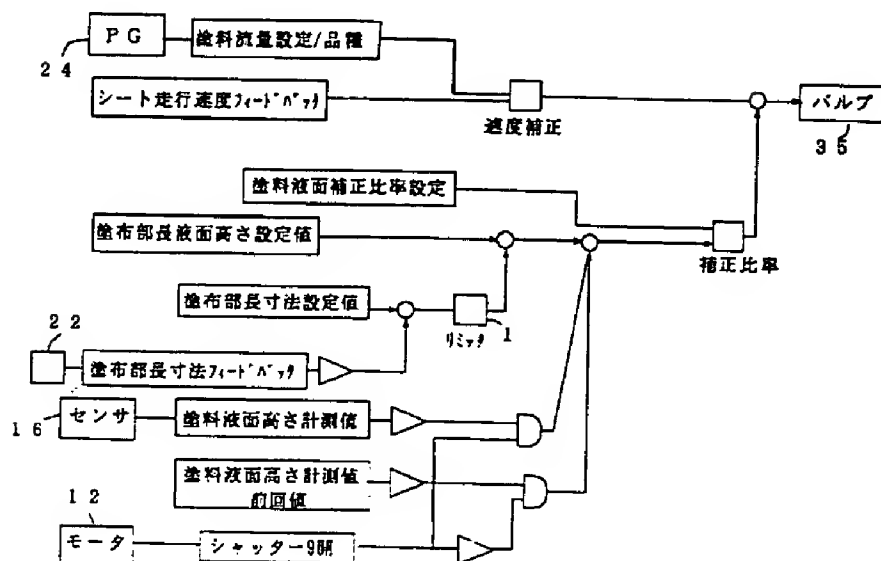 PG
24
塗料流量設定/品種
シート走行速度フィードバック
速度補正
バルブ
35
塗料液面補正比率設定
塗布部長液面高さ設定値
補正比率
塗布部長寸法設定値
リミッタ
1
22
塗布部長寸法フィードバック
16
センサ
塗料液面高さ計測値
塗料液面高さ計測値
前回値
12
モータ
シャッター9開